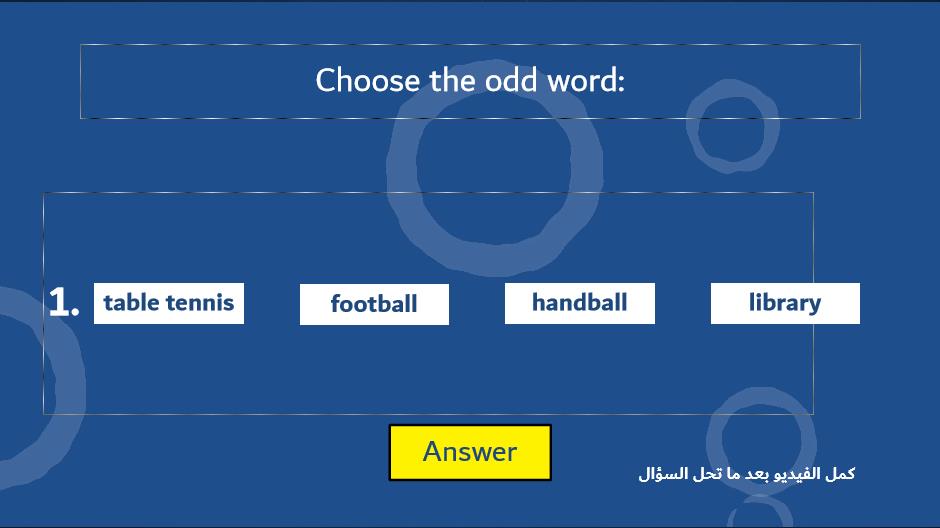 Choose the odd word:
1. table tennis football handball library
Answer
كمل الفيديو بعد ما تحل السؤال